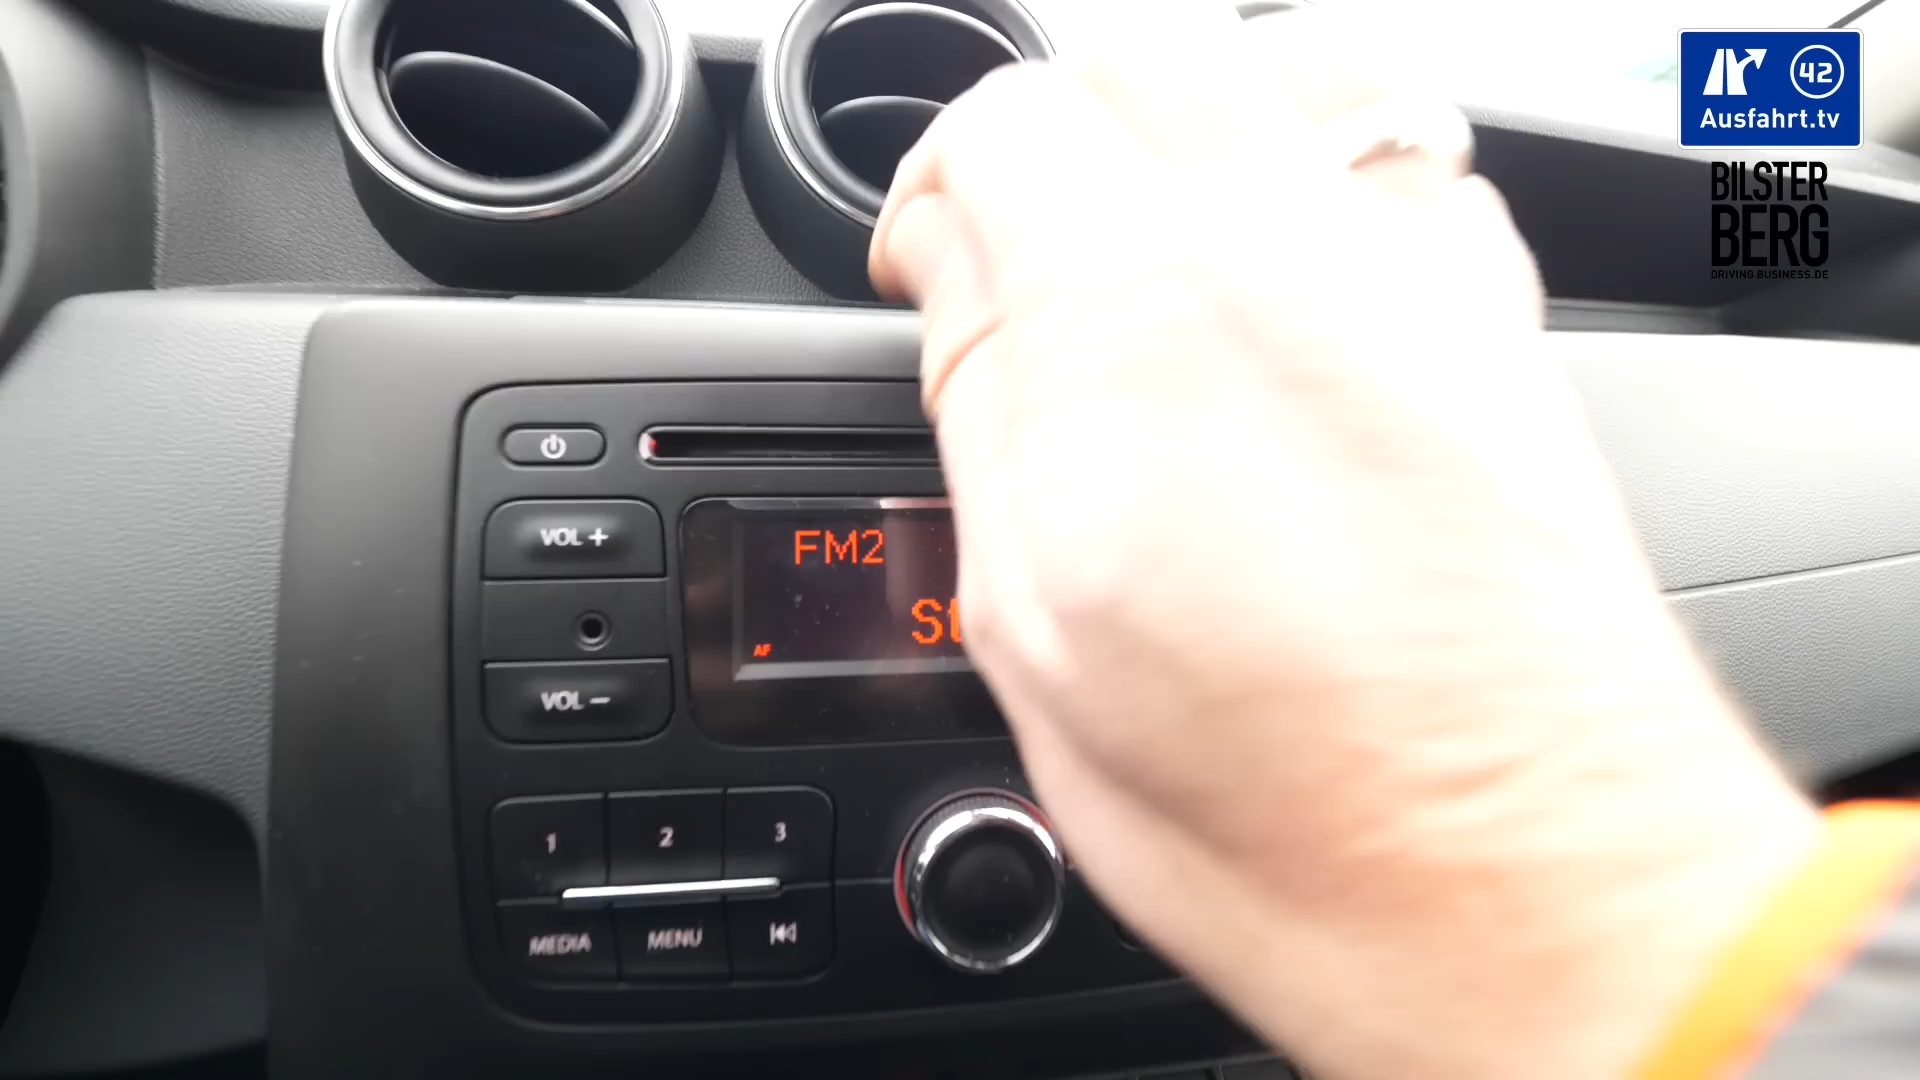 42
Ausfahrt.tv
BILSTER
BERG
DRIVING BUSINESS.DE
VOL +
FM2
AF
VOL –
1
2
3
MEDIA
MENU